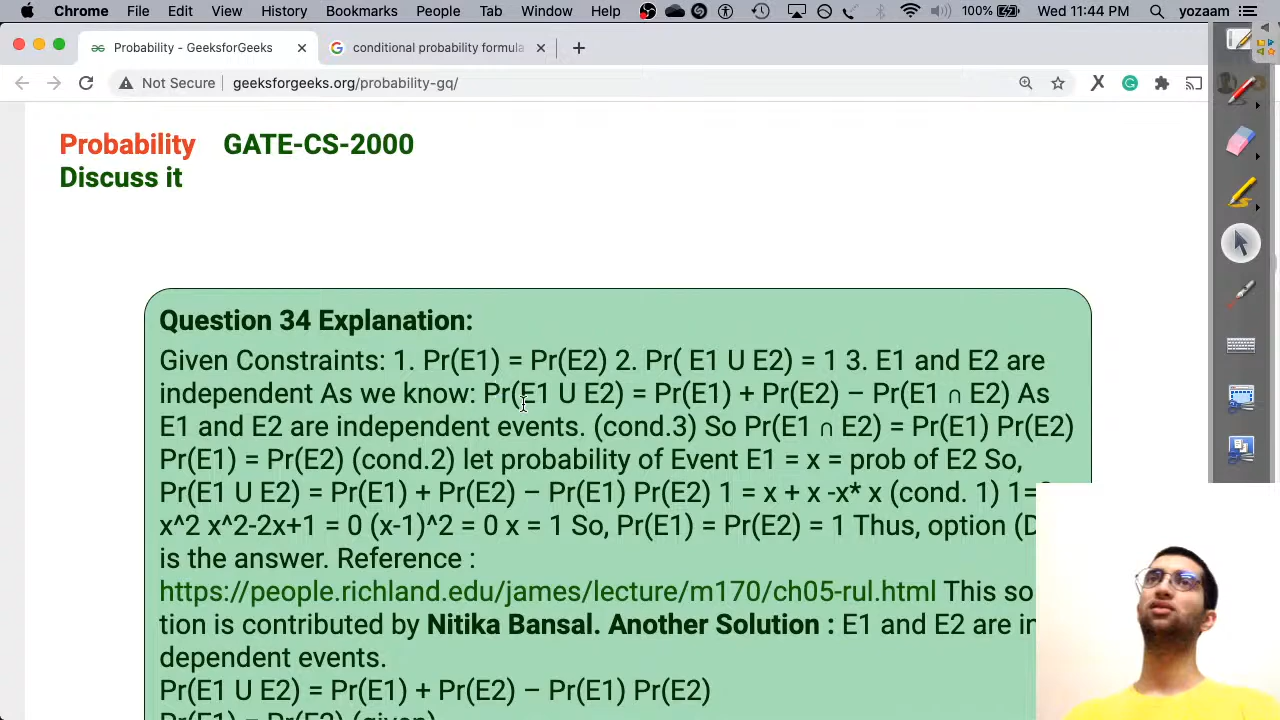 Chrome File Edit View History Bookmarks People Tab Window Help 100% Wed 11:44 PM yozaam
Probability - GeeksforGeeks conditional probability formula
Not Secure geeksforgeeks.org/probability-gq/
Probability GATE-CS-2000
Discuss it
Question 34 Explanation:
Given Constraints: 1. Pr(E1) = Pr(E2) 2. Pr( E1 U E2) = 1 3. E1 and E2 are
independent As we know: Pr(E1 U E2) = Pr(E1) + Pr(E2) – Pr(E1 ∩ E2) As
E1 and E2 are independent events. (cond.3) So Pr(E1 ∩ E2) = Pr(E1) Pr(E2)
Pr(E1) = Pr(E2) (cond.2) let probability of Event E1 = x = prob of E2 So,
Pr(E1 U E2) = Pr(E1) + Pr(E2) – Pr(E1) Pr(E2) 1 = x + x -x* x (cond. 1) 1=
x^2 x^2-2x+1 = 0 (x-1)^2 = 0 x = 1 So, Pr(E1) = Pr(E2) = 1 Thus, option (D
is the answer. Reference :
https://people.richland.edu/james/lecture/m170/ch05-rul.html This so
tion is contributed by Nitika Bansal. Another Solution : E1 and E2 are in
dependent events.
Pr(E1 U E2) = Pr(E1) + Pr(E2) – Pr(E1) Pr(E2)
Pr(E1) = Pr(E2) (given)